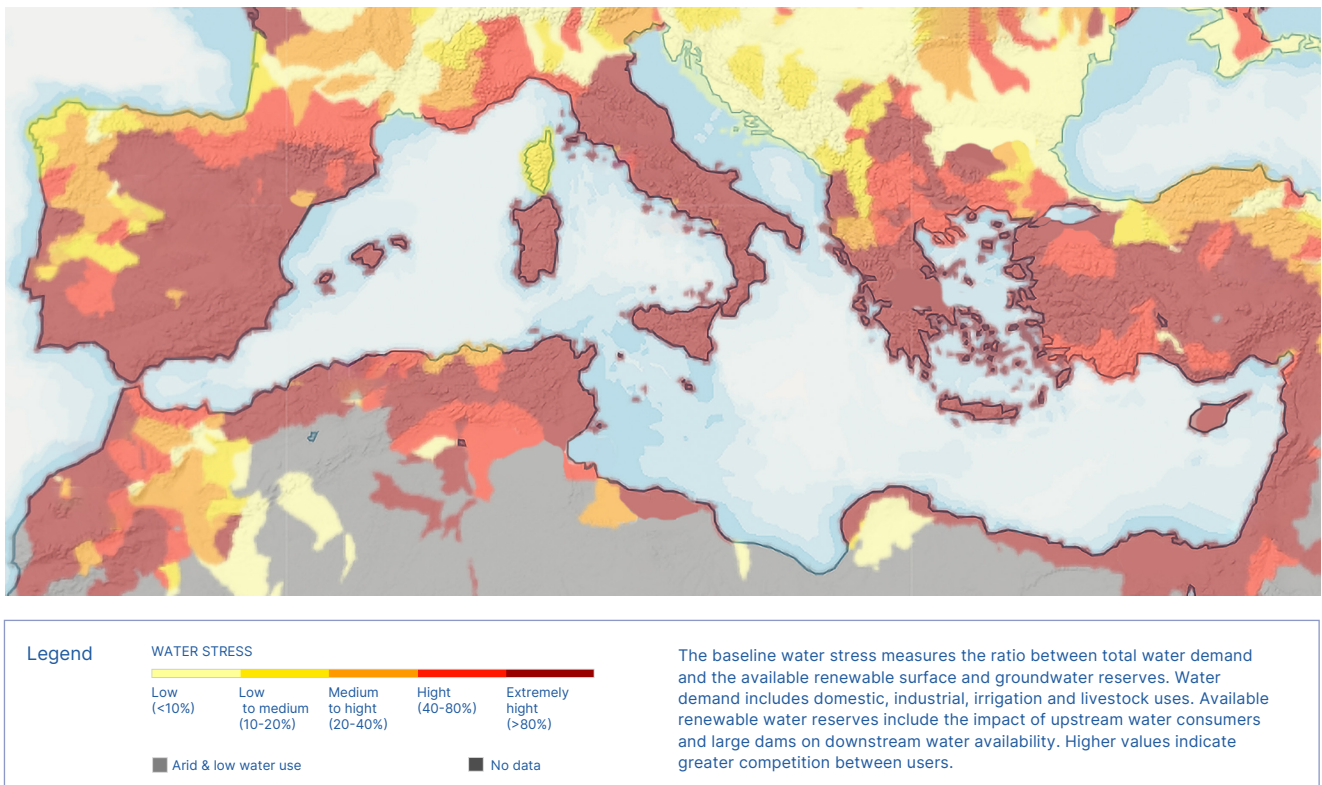 Legend
WATER STRESS
Low
(<10%)
Low
to medium
(10-20%)
Medium
to hight
(20-40%)
Hight
(40-80%)
Extremely
hight
(>80%)
Arid & low water use
No data
The baseline water stress measures the ratio between total water demand
and the available renewable surface and groundwater reserves. Water
demand includes domestic, industrial, irrigation and livestock uses. Available
renewable water reserves include the impact of upstream water consumers
and large dams on downstream water availability. Higher values indicate
greater competition between users.